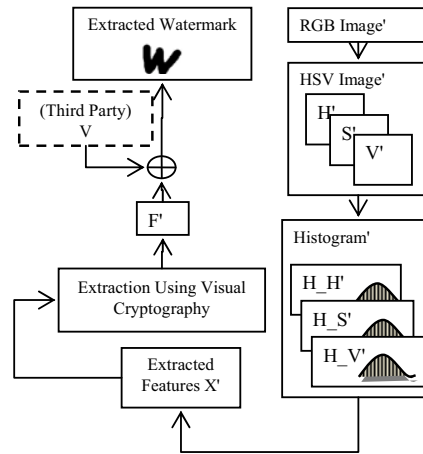 Extracted Watermark
W
(Third Party)
V
F'
Extraction Using Visual
Cryptography
Extracted
Features X'
RGB Image'
HSV Image'
H'
S'
V'
Histogram'
H_H'
H_S'
H_V'